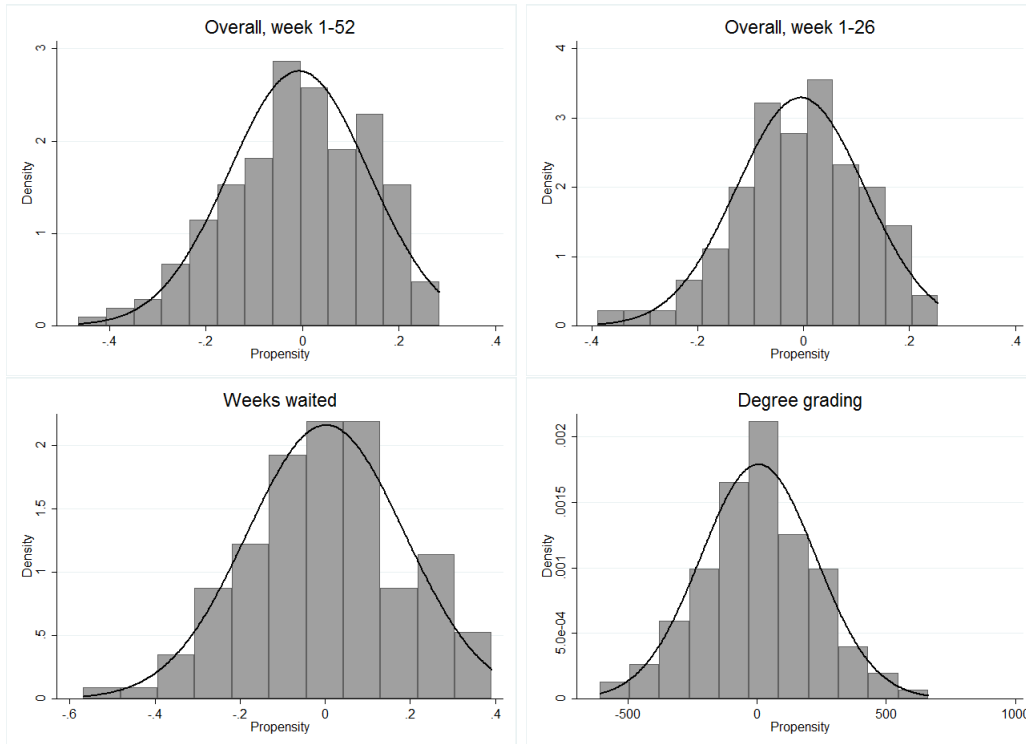 Overall, week 1-52
Density
0
1
2
3
-.4
-.2
0
.2
.4
Propensity
Overall, week 1-26
Density
0
1
2
3
4
-.4
-.2
0
.2
.4
Propensity
Weeks waited
Density
0
.5
1
1.5
2
-.6
-.4
-.2
0
.2
.4
Propensity
Degree grading
Density
0
5.0e-04
.001
.0015
.002
-500
0
500
1000
Propensity